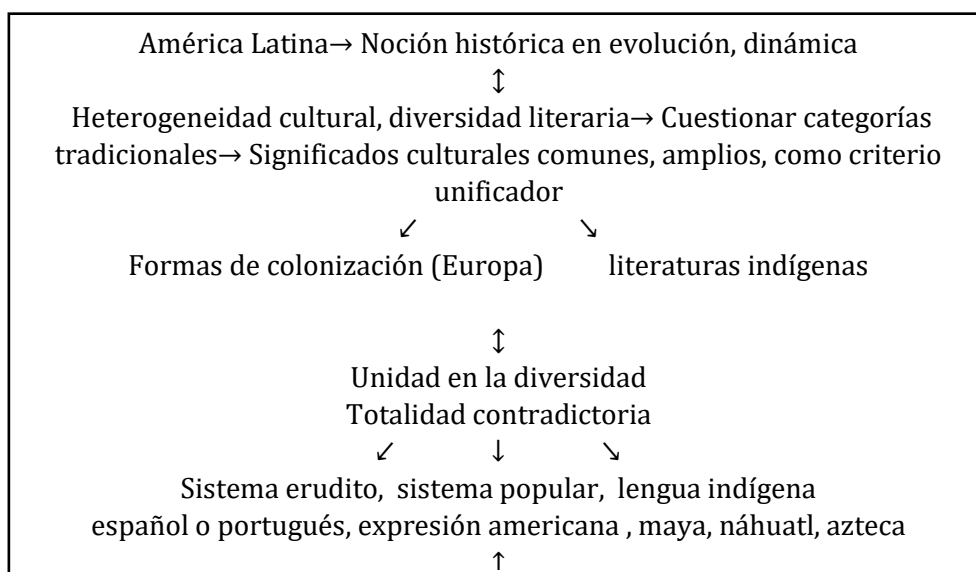 América Latina→ Noción histórica en evolución, dinámica
↕
Heterogeneidad cultural, diversidad literaria→ Cuestionar categorías
tradicionales→ Significados culturales comunes, amplios, como criterio
unificador
↙ ↘
Formas de colonización (Europa) literaturas indígenas
↕
Unidad en la diversidad
Totalidad contradictoria
↙ ↓ ↘
Sistema erudito, sistema popular, lengua indígena
español o portugués, expresión americana , maya, náhuatl, azteca
↑